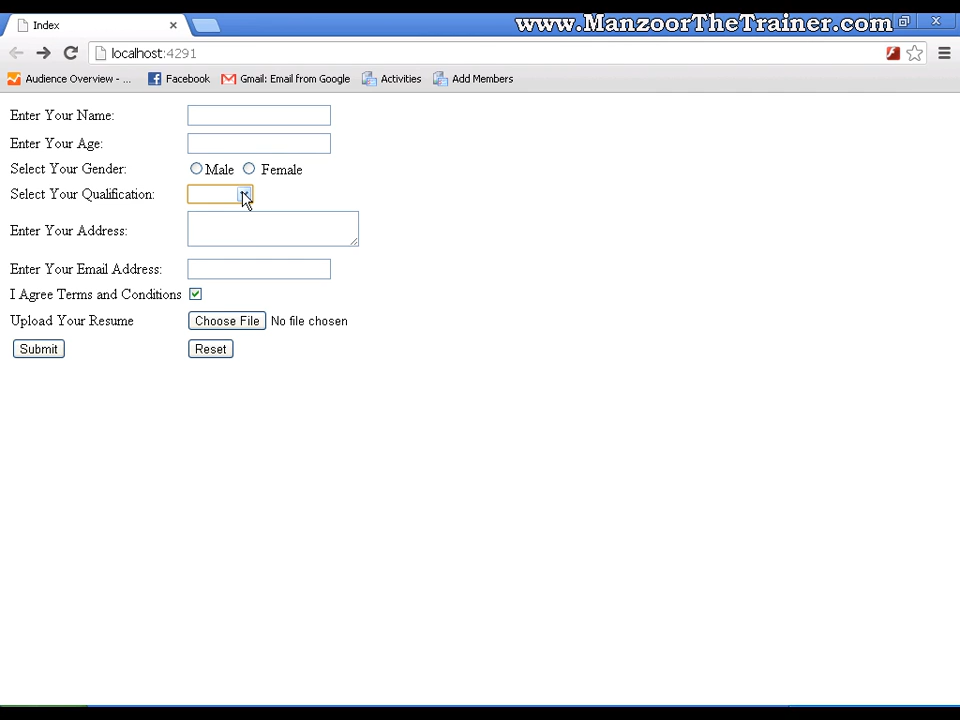 Index
www.ManzoorTheTrainer.com
localhost:4291
Audience Overview - ... Facebook Gmail: Email from Google Activities Add Members
Enter Your Name:
Enter Your Age:
Select Your Gender: Male Female
Select Your Qualification:
Enter Your Address:
Enter Your Email Address:
I Agree Terms and Conditions
Upload Your Resume Choose File No file chosen
Submit Reset